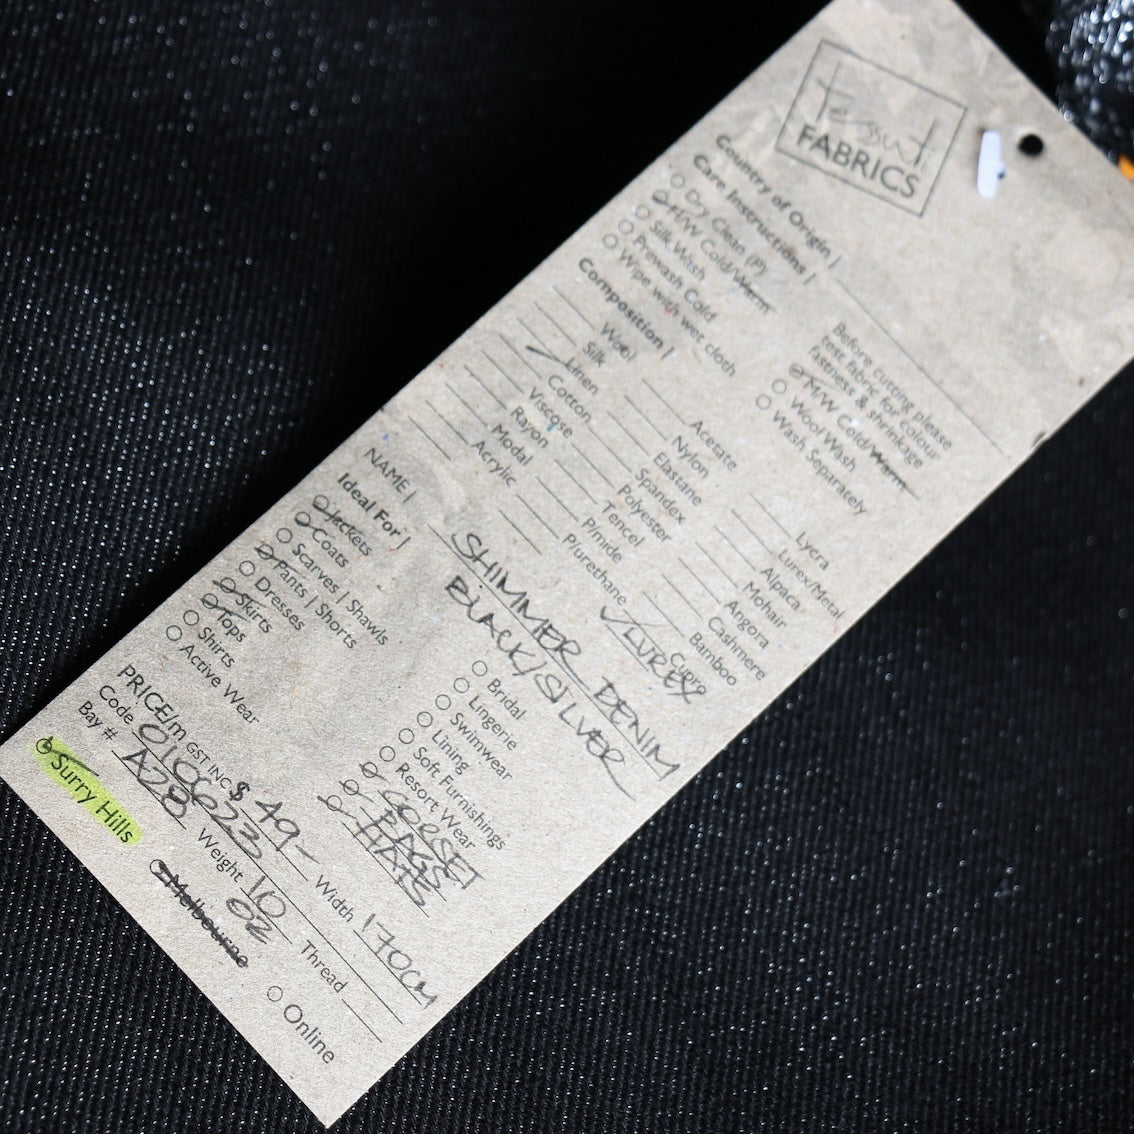 Tessuti
FABRICS
Country of Origin |
Care Instructions |
Dry Clean (P)
H/W Cold/Warm
Silk Wash
Prewash Cold
Wipe with wet cloth
Before cutting please
test fabric for colour
fastness & shrinkage
M/W Cold/Warm
Wool Wash
Wash Separately
Composition |
Wool
Silk
Linen
Cotton
Viscose
Rayon
Modal
Acrylic
Acetate
Nylon
Elastane
Spandex
Polyester
Tencel
P/mide
P/urethane
Lycra
Lurex/Metal
Alpaca
Mohair
Angora
Cashmere
Bamboo
Cupro
LUREX
NAME | SHIMMER DENIM
BLACK/SILVER
Ideal For |
Jackets
Coats
Scarves | Shawls
Pants | Shorts
Dresses
Skirts
Tops
Shirts
Active Wear
Bridal
Lingerie
Swimwear
Lining
Soft Furnishings
Resort Wear
CORSET
BAGS
HATS
PRICE/m GST INC $ 49- Width 170CM
Code 010623 Weight 10 OZ Thread
Bay # A28
Surry Hills
Melbourne
Online